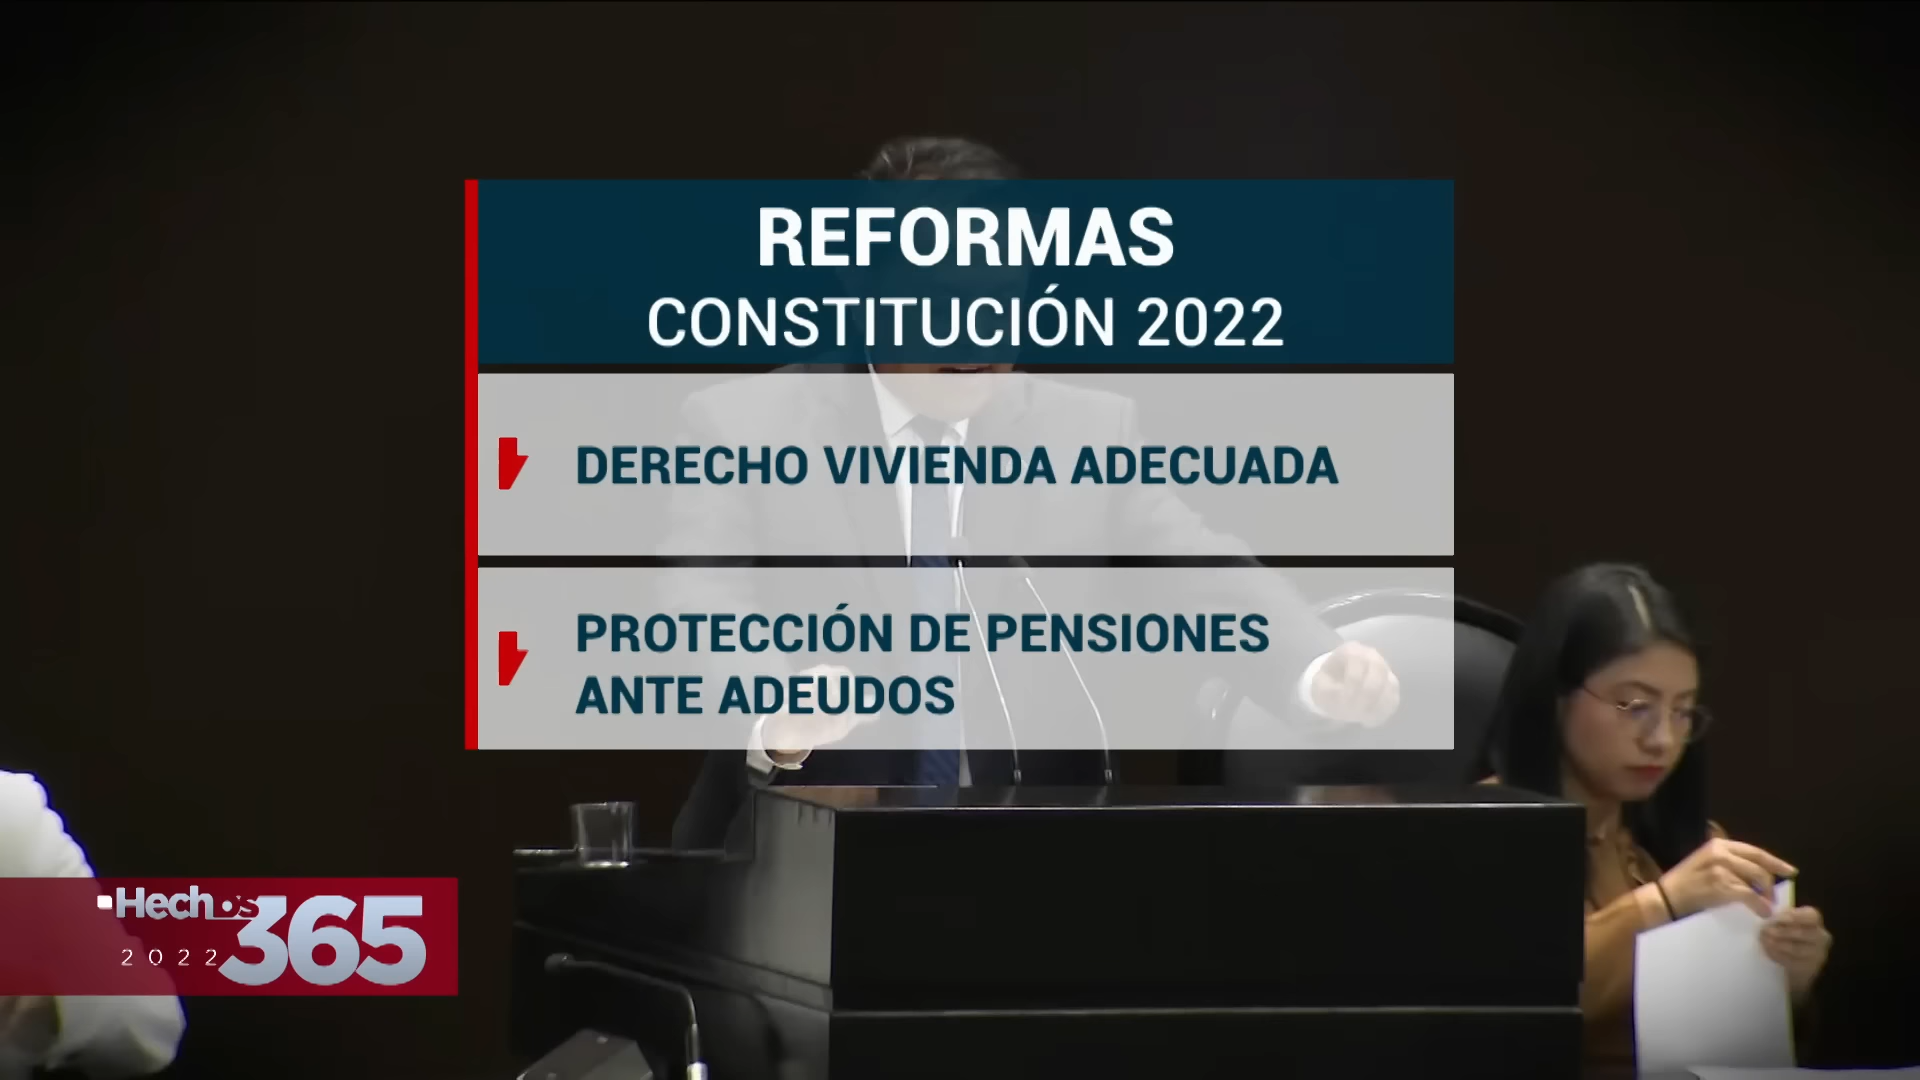 REFORMAS
CONSTITUCIÓN 2022
DERECHO VIVIENDA ADECUADA
PROTECCIÓN DE PENSIONES
ANTE ADEUDOS
Hechos
2022 365